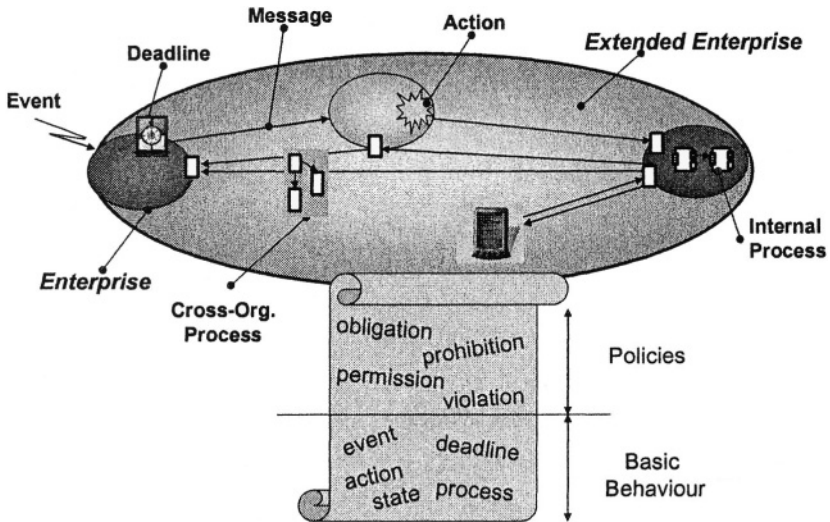 Message
Action
Deadline
Extended Enterprise
Event
Enterprise
Cross-Org.
Process
Internal
Process
obligation
prohibition
permission
violation
Policies
event
deadline
action
state
process
Basic
Behaviour